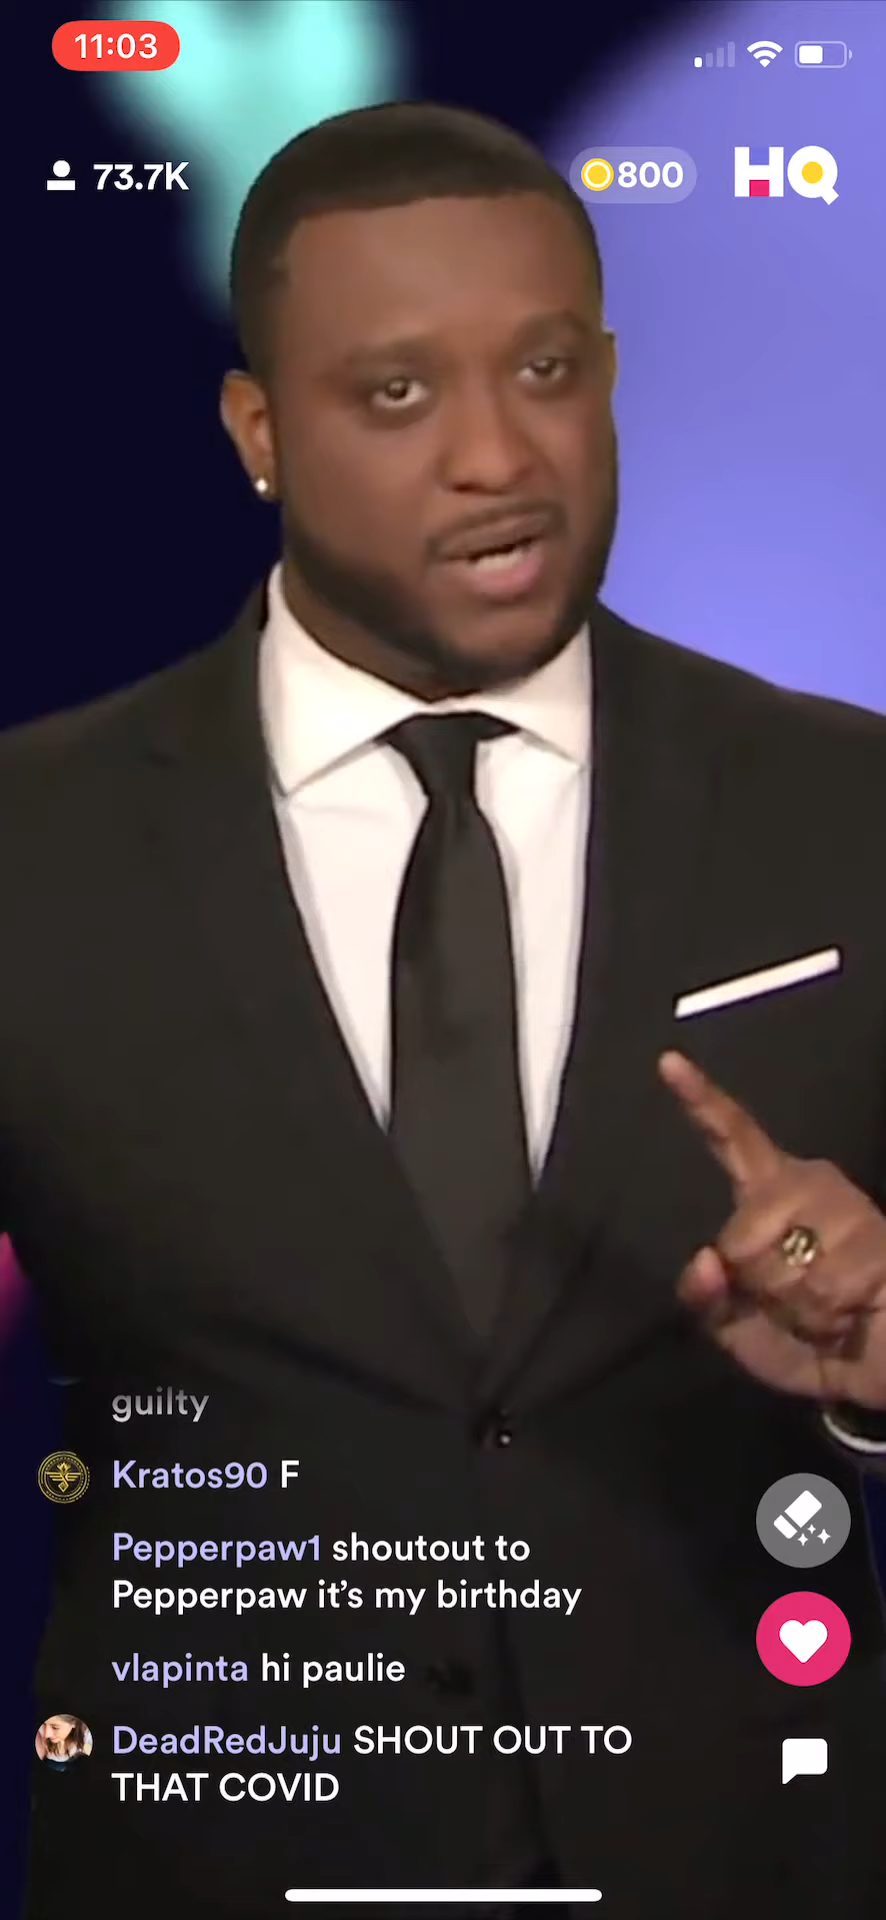 11:03
73.7K
800
HQ
guilty
Kratos90 F
Pepperpaw1 shoutout to
Pepperpaw it’s my birthday
vlapinta hi paulie
DeadRedJuju SHOUT OUT TO
THAT COVID